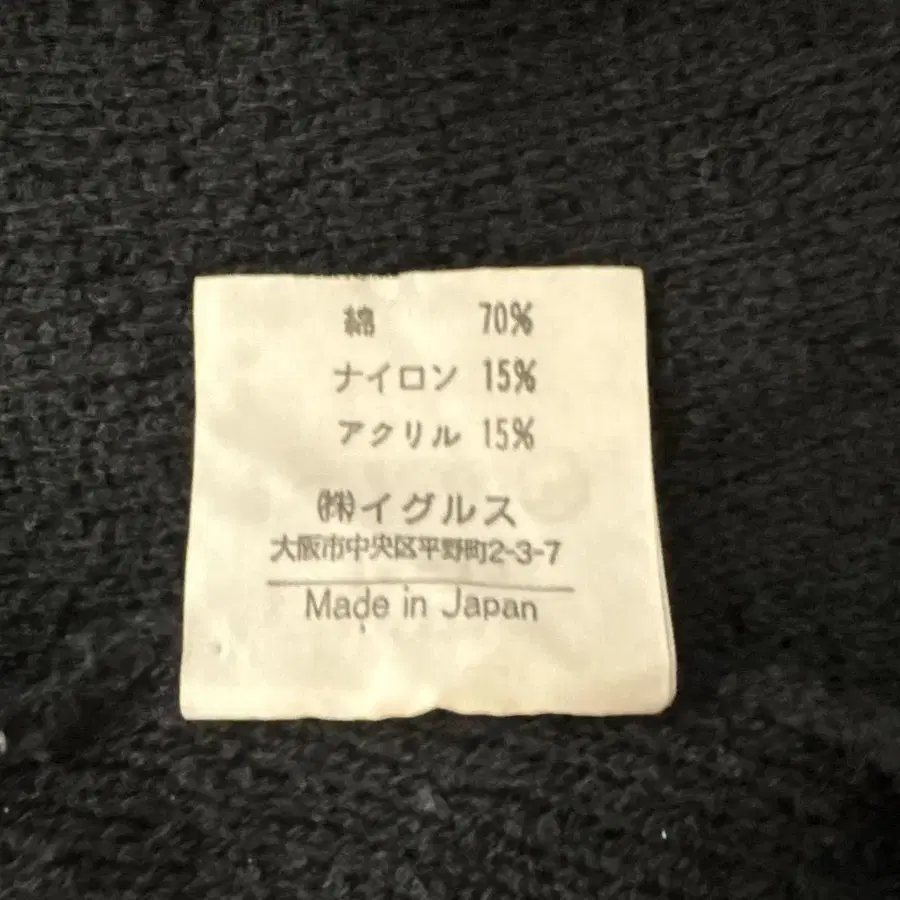 綿 70%
ナイロン 15%
アクリル 15%
㈱イグルス
大阪市中央区平野町2-3-7
Made in Japan